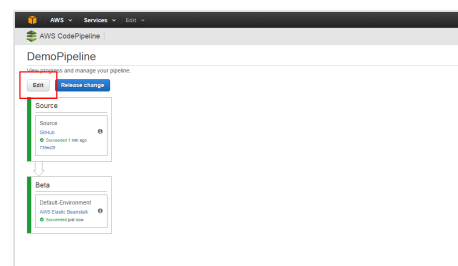 AWS Services Edit
AWS CodePipeline
DemoPipeline
View progress and manage your pipeline.
Edit Release change
Source
Source
GitHub
Succeeded 1 min ago
Beta
Default-Environment
AWS Elastic Beanstalk
Succeeded just now